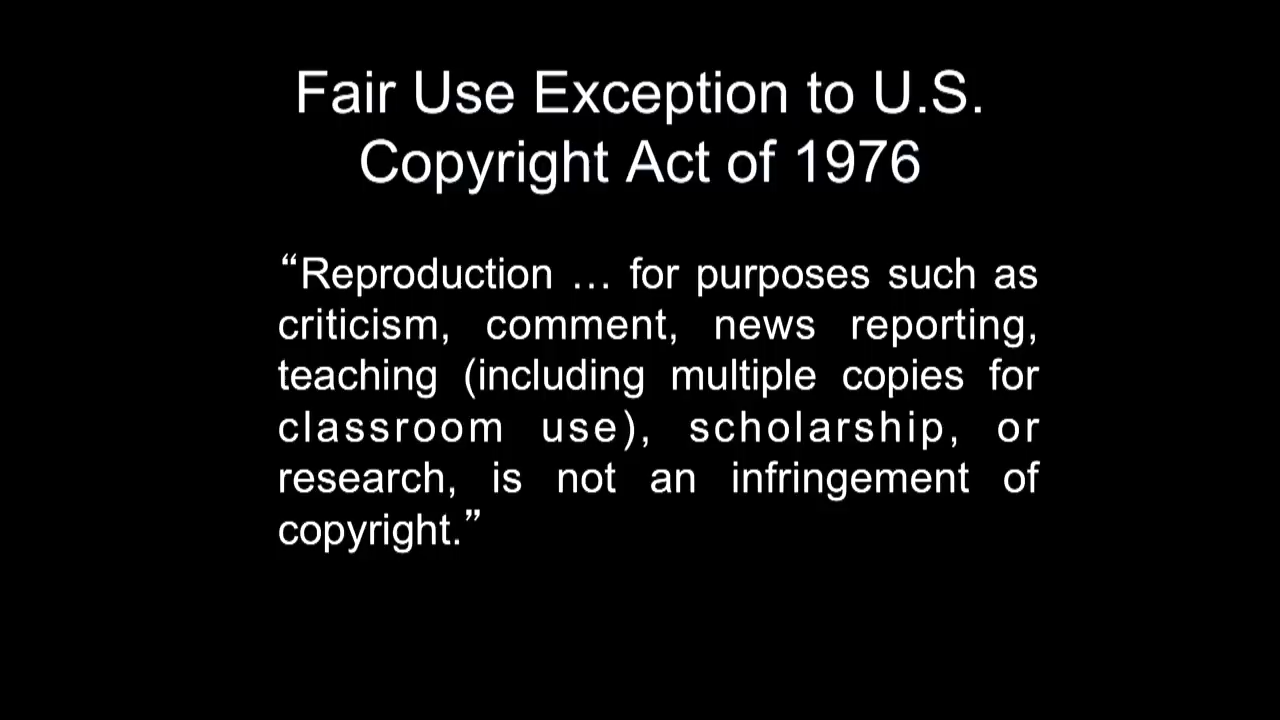 Fair Use Exception to U.S.
Copyright Act of 1976
“Reproduction … for purposes such as
criticism, comment, news reporting,
teaching (including multiple copies for
classroom use), scholarship, or
research, is not an infringement of
copyright.”